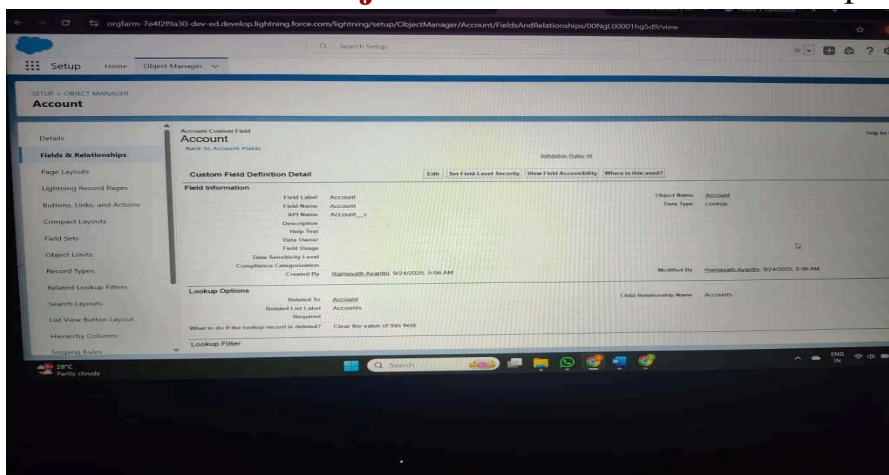 orgfarm-7e4f2f9a30-dev-ed.develop.lightning.force.com/lightning/setup/ObjectManager/Account/FieldsAndRelationships/00NgL00001hg5d9/view
Search Setup
Setup Home Object Manager
SETUP > OBJECT MANAGER
Account
Details
Fields & Relationships
Page Layouts
Lightning Record Pages
Buttons, Links, and Actions
Compact Layouts
Field Sets
Object Limits
Record Types
Related Lookup Filters
Search Layouts
List View Button Layout
Hierarchy Columns
Scoping Rules
Account Custom Field
Account
Back to Account Fields
Help for
Validation Rules [0]
Custom Field Definition Detail Edit Set Field-Level Security View Field Accessibility Where is this used?
Field Information
Field Label Account Object Name Account
Field Name Account Data Type Lookup
API Name Account__c
Description
Help Text
Data Owner
Field Usage
Data Sensitivity Level
Compliance Categorization
Created By Ramavath Avanthi, 9/24/2025, 5:06 AM Modified By Ramavath Avanthi, 9/24/2025, 5:06 AM
Lookup Options
Related To Account Child Relationship Name Accounts
Related List Label Accounts
Required
What to do if the lookup record is deleted? Clear the value of this field.
Lookup Filter
28°C
Partly cloudy
Search
ENG
IN